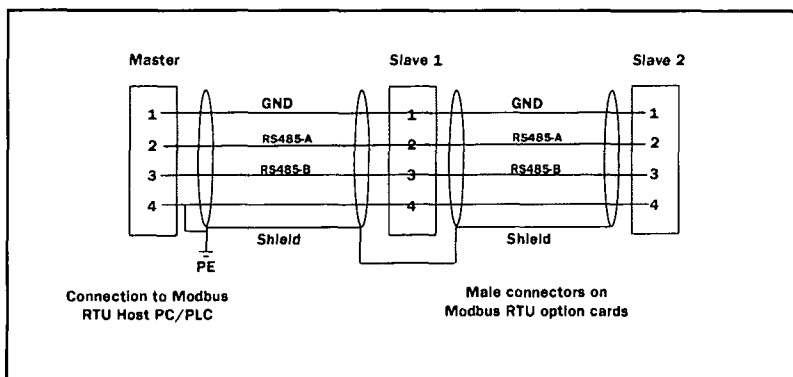 Master Slave 1 Slave 2
1 GND 1 GND 1
2 RS485-A 2 RS485-A 2
3 RS485-B 3 RS485-B 3
4 4 4
Shield Shield
PE
Connection to Modbus
RTU Host PC/PLC
Male connectors on
Modbus RTU option cards